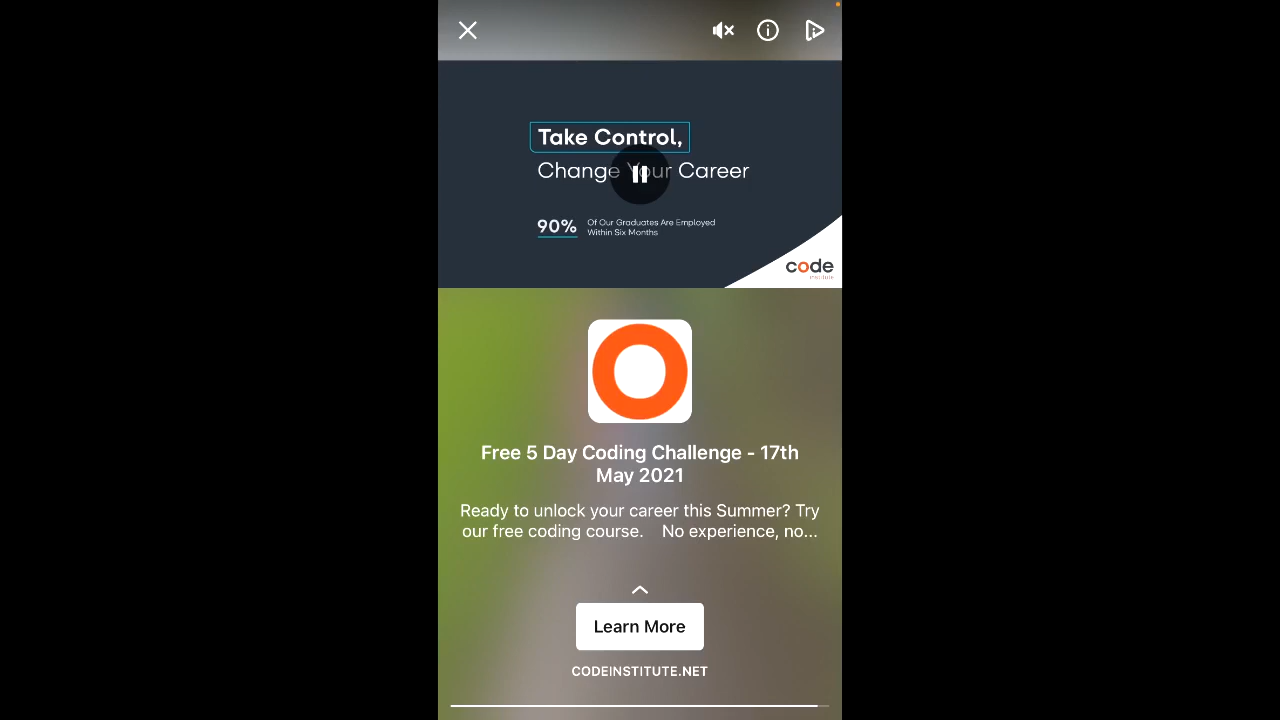 Take Control,
Change Your Career
90%
Of Our Graduates Are Employed
Within Six Months
code
institute
Free 5 Day Coding Challenge - 17th
May 2021
Ready to unlock your career this Summer? Try
our free coding course. No experience, no...
Learn More
CODEINSTITUTE.NET